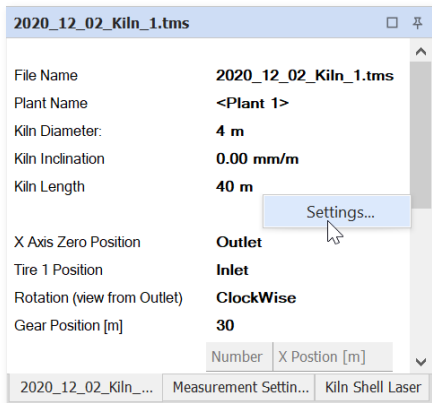 2020_12_02_Kiln_1.tms
File Name 2020_12_02_Kiln_1.tms
Plant Name <Plant 1>
Kiln Diameter: 4 m
Kiln Inclination 0.00 mm/m
Kiln Length 40 m
Settings...
X Axis Zero Position Outlet
Tire 1 Position Inlet
Rotation (view from Outlet) ClockWise
Gear Position [m] 30
Number X Postion [m]
2020_12_02_Kiln_... Measurement Settin... Kiln Shell Laser